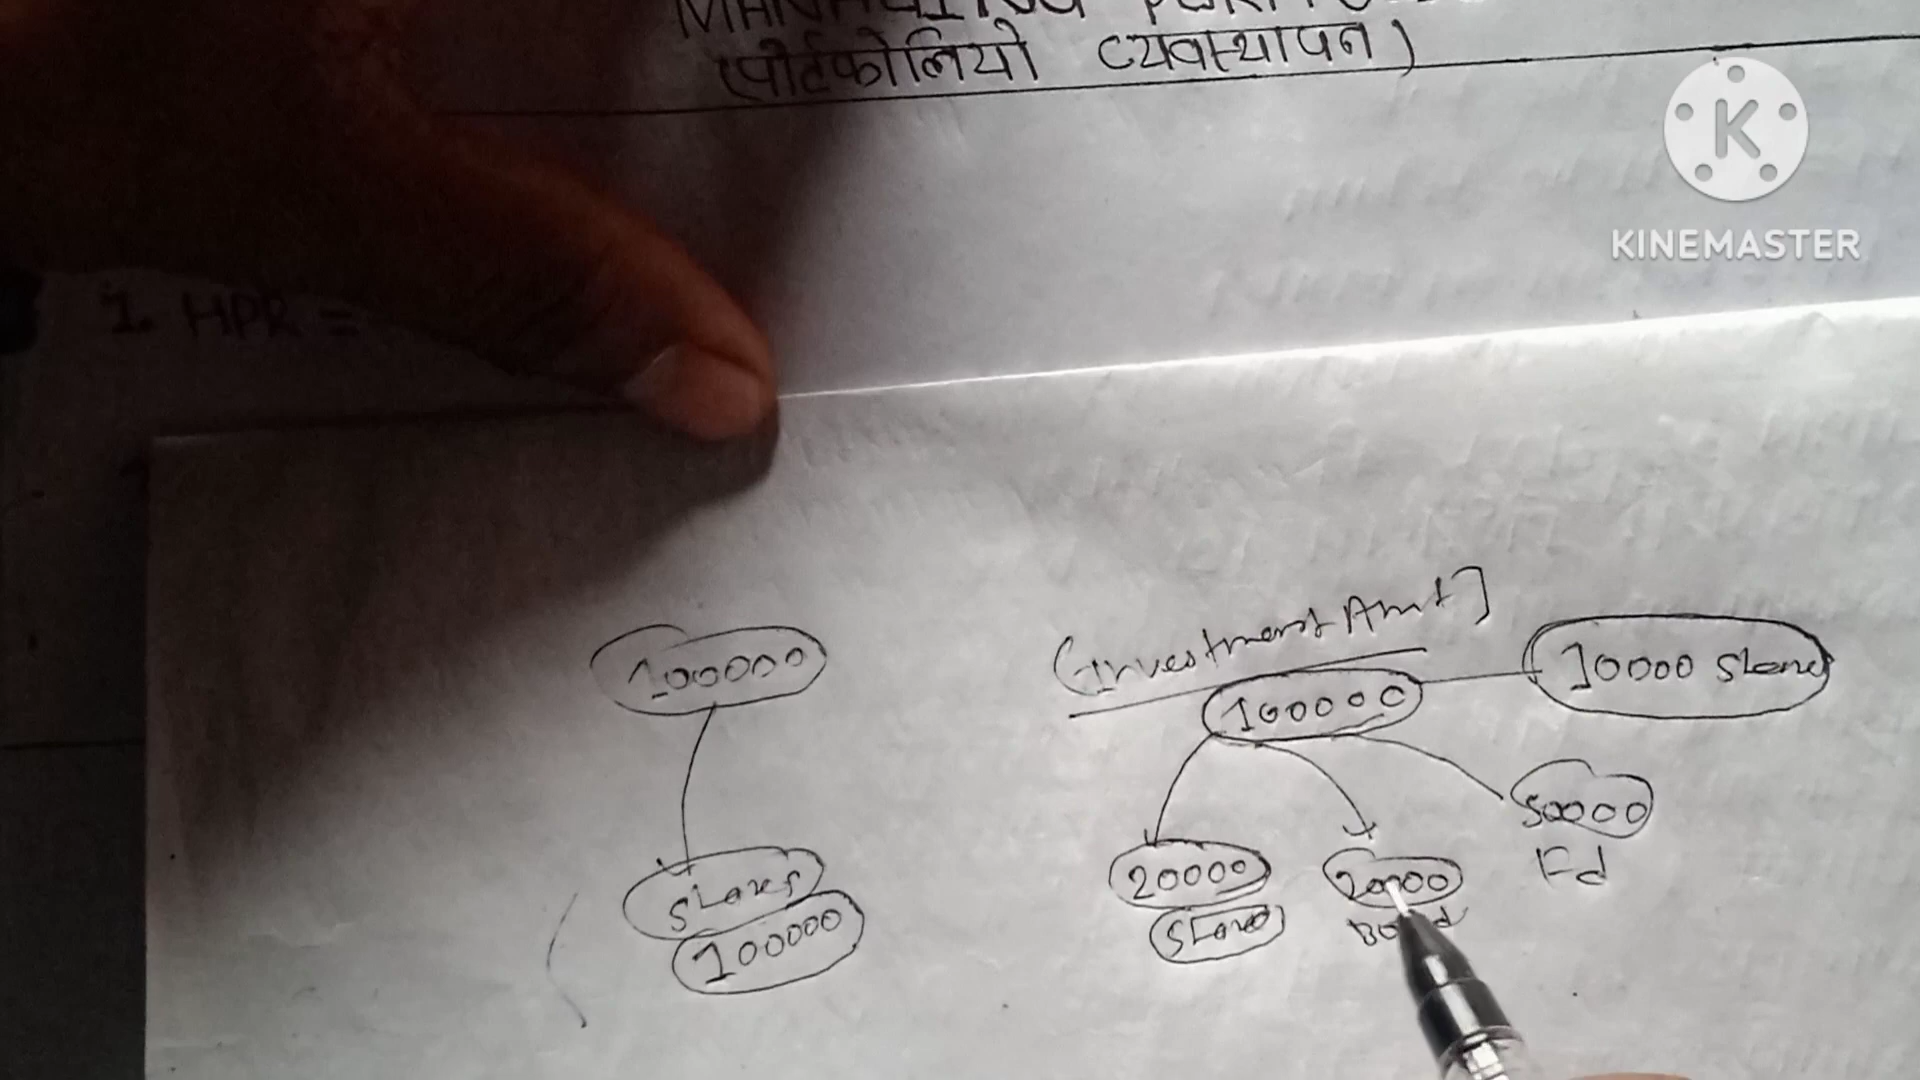 (पोर्टफोलियो व्यवस्थापन)
K
KINEMASTER
1. HPR =
(Investment Amt]
100000
100000
10000 Share
50000
Fd
Shares
100000
20000
Share
20000
Bond